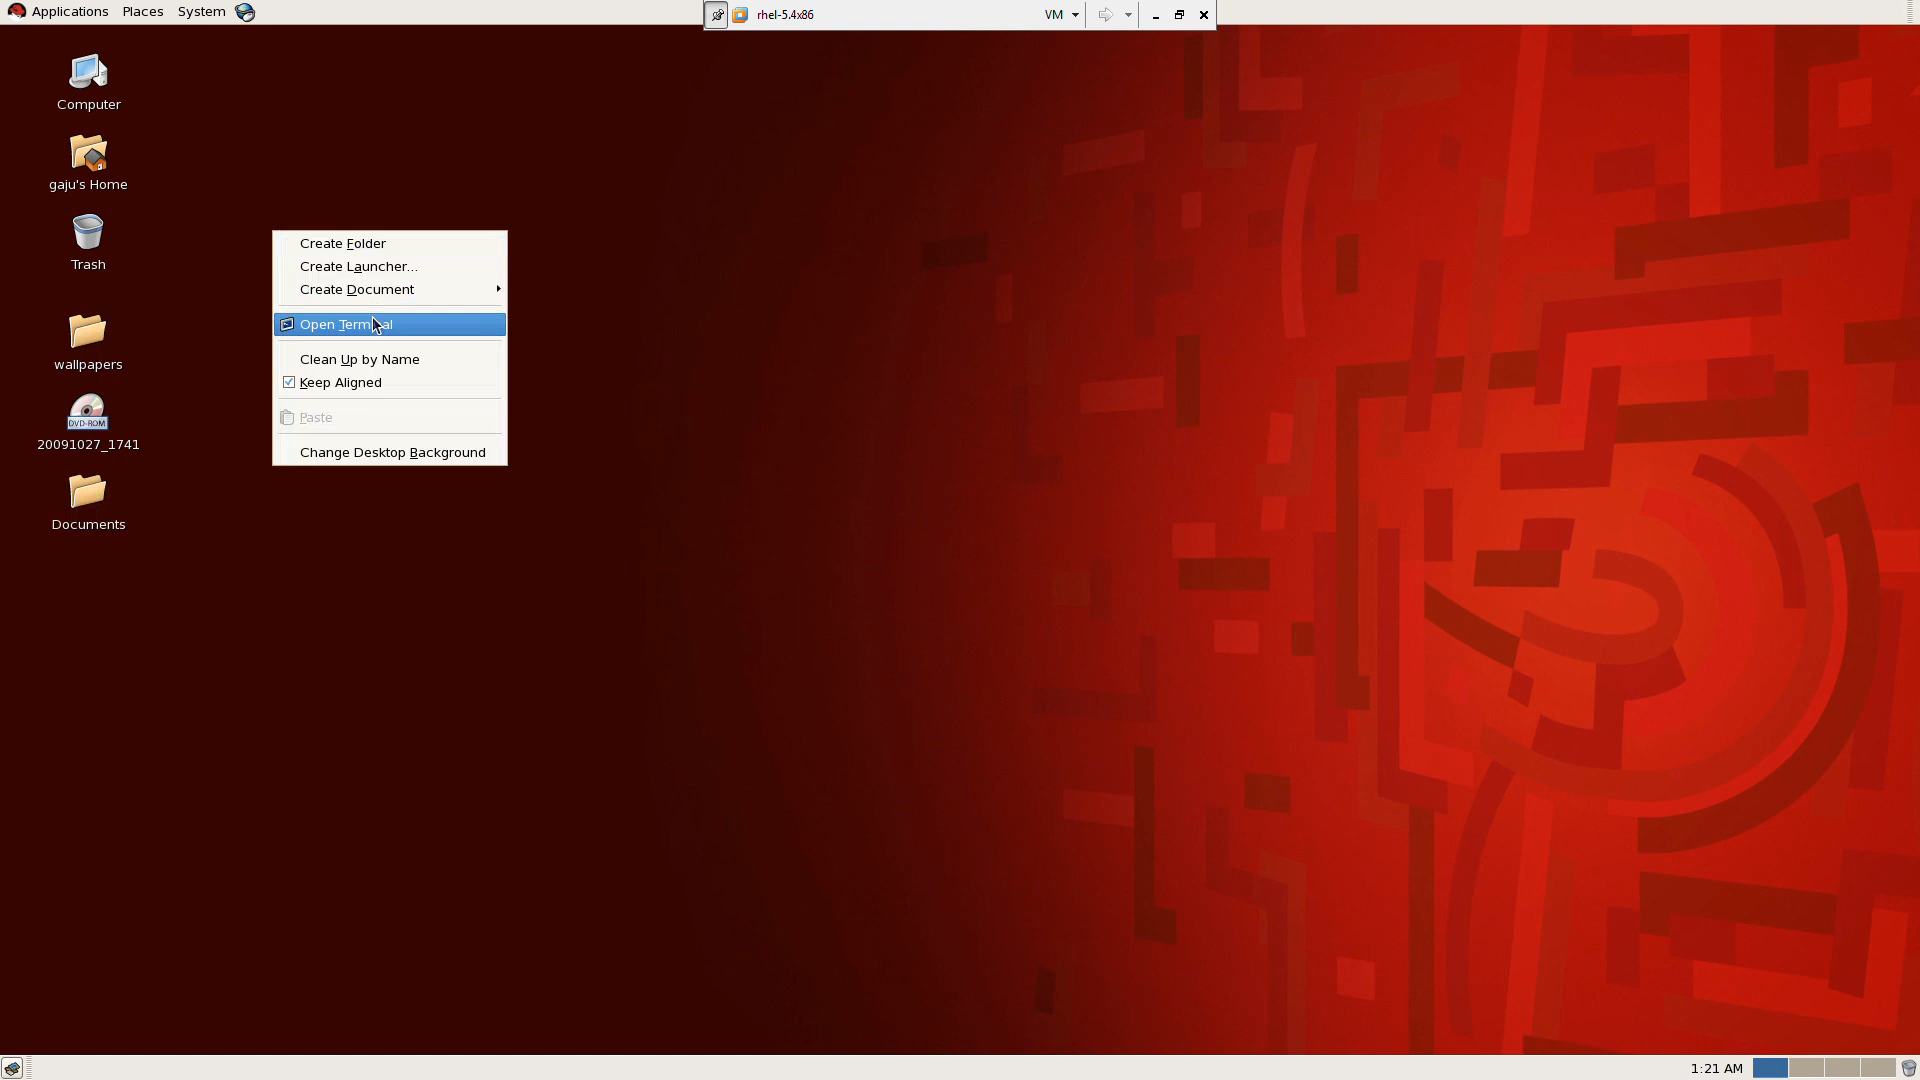 Applications Places System
rhel-5.4x86 VM
Computer
gaju's Home
Trash
wallpapers
DVD-ROM
20091027_1741
Documents
Create Folder
Create Launcher...
Create Document
Open Terminal
Clean Up by Name
Keep Aligned
Paste
Change Desktop Background
1:21 AM